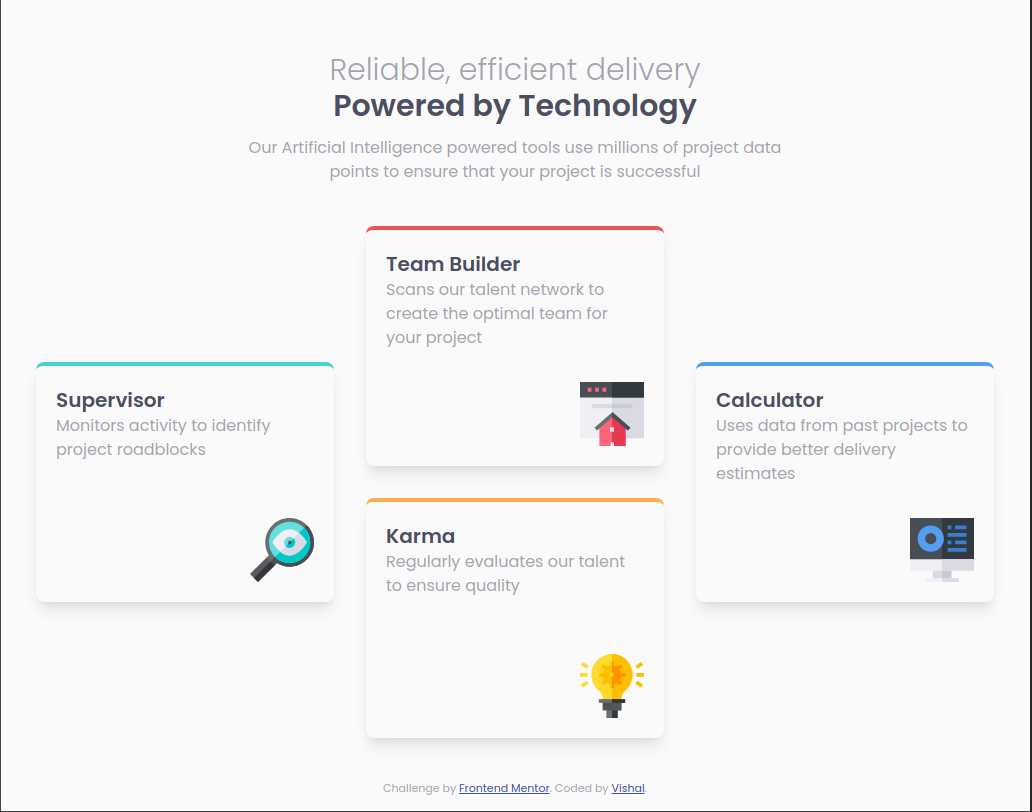 Reliable, efficient delivery
Powered by Technology
Our Artificial Intelligence powered tools use millions of project data
points to ensure that your project is successful
Team Builder
Scans our talent network to
create the optimal team for
your project
Supervisor
Monitors activity to identify
project roadblocks
Calculator
Uses data from past projects to
provide better delivery
estimates
Karma
Regularly evaluates our talent
to ensure quality
Challenge by Frontend Mentor. Coded by Vishal.